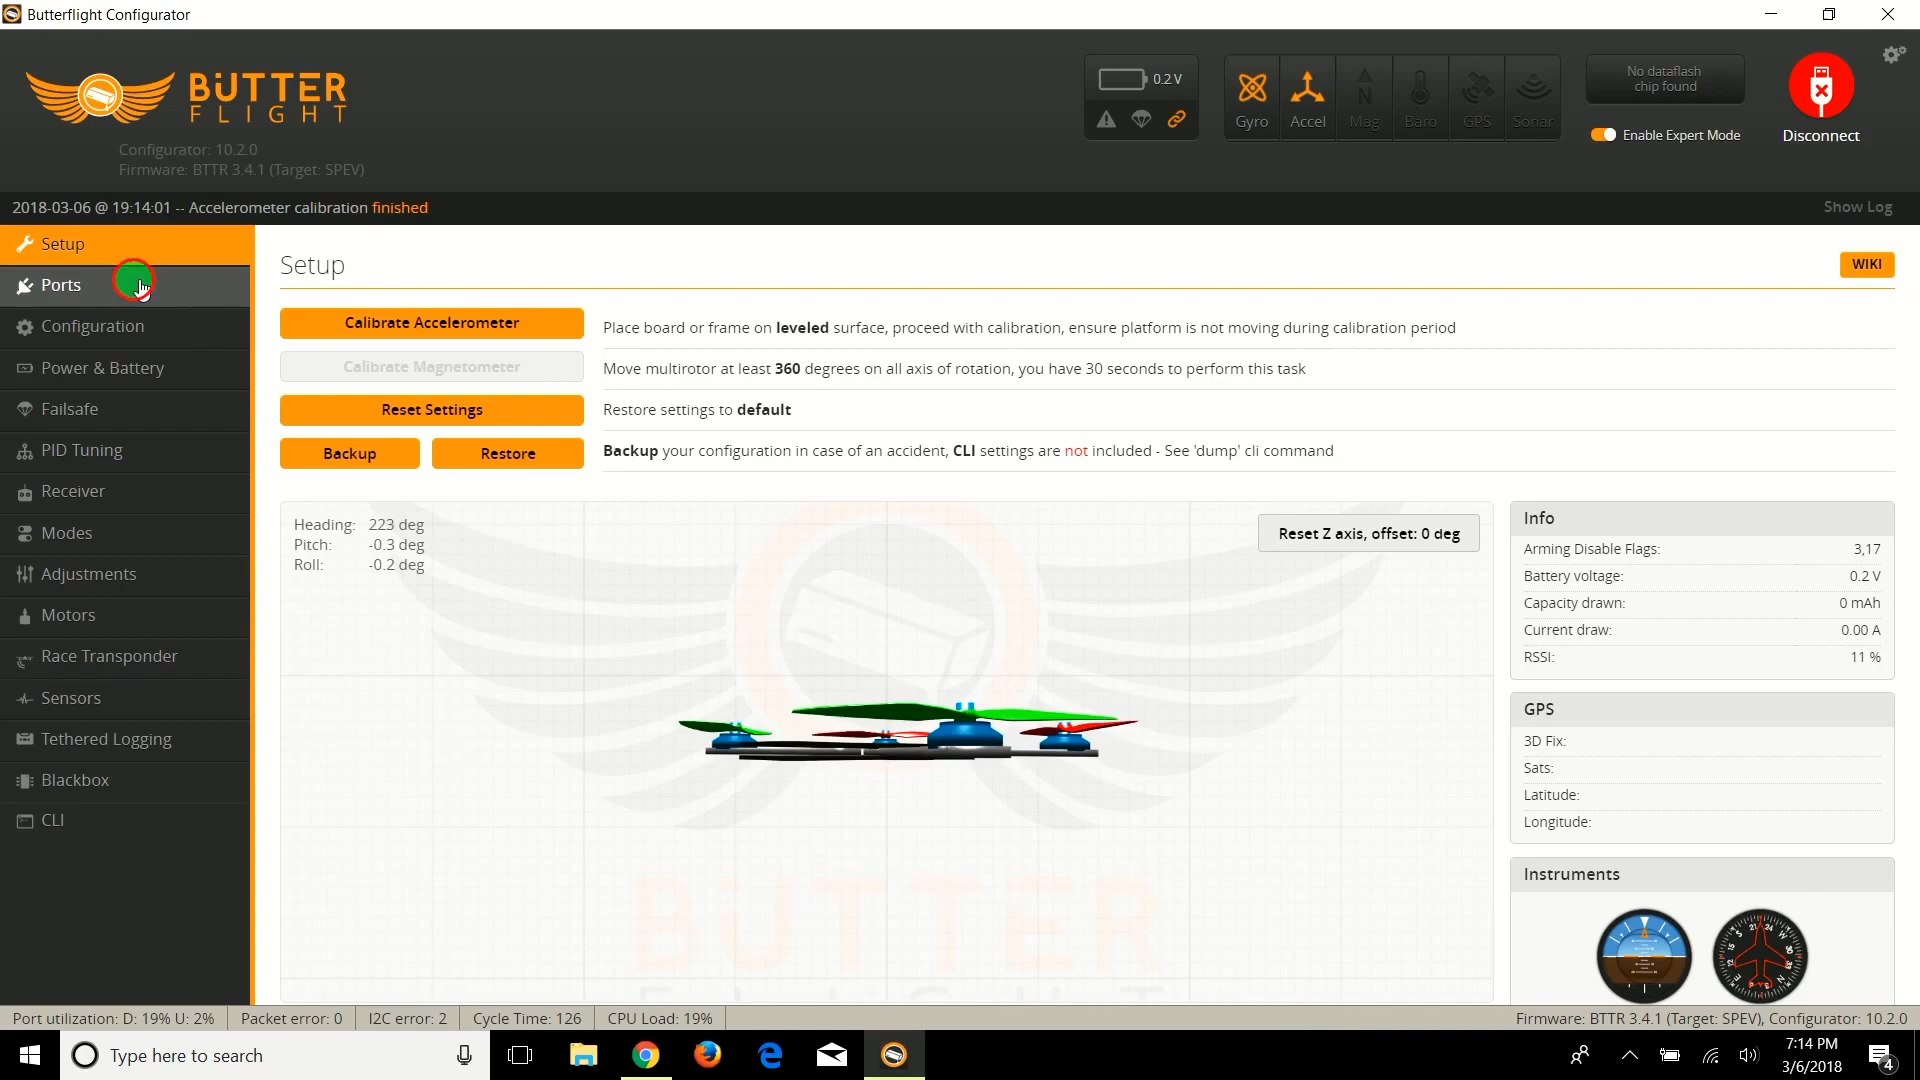 Butterflight Configurator
BUTTER
FLIGHT
Configurator: 10.2.0
Firmware: BTTR 3.4.1 (Target: SPEV)
0.2 V
Gyro
Accel
Mag
Baro
GPS
Sonar
No dataflash
chip found
Enable Expert Mode
Disconnect
2018-03-06 @ 19:14:01 -- Accelerometer calibration finished
Show Log
Setup
Ports
Configuration
Power & Battery
Failsafe
PID Tuning
Receiver
Modes
Adjustments
Motors
Race Transponder
Sensors
Tethered Logging
Blackbox
CLI
Setup
WIKI
Calibrate Accelerometer
Place board or frame on leveled surface, proceed with calibration, ensure platform is not moving during calibration period
Calibrate Magnetometer
Move multirotor at least 360 degrees on all axis of rotation, you have 30 seconds to perform this task
Reset Settings
Restore settings to default
Backup
Restore
Backup your configuration in case of an accident, CLI settings are not included - See 'dump' cli command
Heading: 223 deg
Pitch: -0.3 deg
Roll: -0.2 deg
Reset Z axis, offset: 0 deg
BUTTER
Info
Arming Disable Flags: 3,17
Battery voltage: 0.2 V
Capacity drawn: 0 mAh
Current draw: 0.00 A
RSSI: 11 %
GPS
3D Fix:
Sats:
Latitude:
Longitude:
Instruments
Port utilization: D: 19% U: 2%
Packet error: 0
I2C error: 2
Cycle Time: 126
CPU Load: 19%
Firmware: BTTR 3.4.1 (Target: SPEV), Configurator: 10.2.0
Type here to search
7:14 PM
3/6/2018
4